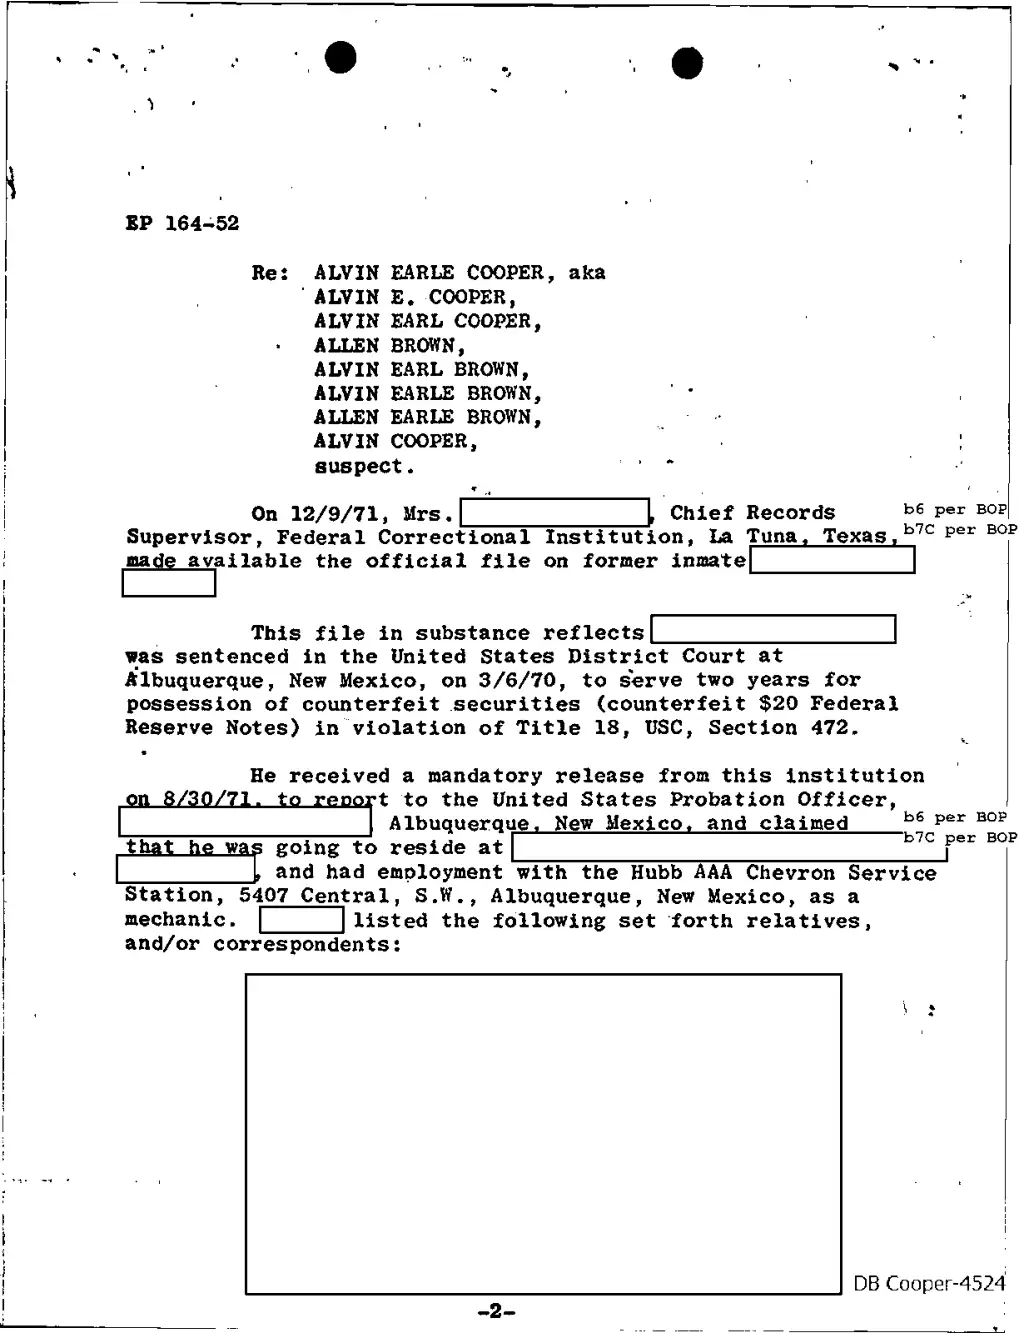 EP 164-52
Re: ALVIN EARLE COOPER, aka
ALVIN E. COOPER,
ALVIN EARL COOPER,
ALLEN BROWN,
ALVIN EARL BROWN,
ALVIN EARLE BROWN,
ALLEN EARLE BROWN,
ALVIN COOPER,
suspect.
On 12/9/71, Mrs. , Chief Records
b6 per BOP
Supervisor, Federal Correctional Institution, La Tuna, Texas,
b7C per BOP
made available the official file on former inmate
This file in substance reflects
was sentenced in the United States District Court at
Albuquerque, New Mexico, on 3/6/70, to serve two years for
possession of counterfeit securities (counterfeit $20 Federal
Reserve Notes) in violation of Title 18, USC, Section 472.
He received a mandatory release from this institution
on 8/30/71, to report to the United States Probation Officer,
Albuquerque, New Mexico, and claimed
b6 per BOP
that he was going to reside at
b7C per BOP
, and had employment with the Hubb AAA Chevron Service
Station, 5407 Central, S.W., Albuquerque, New Mexico, as a
mechanic. listed the following set forth relatives,
and/or correspondents:
DB Cooper-4524
-2-